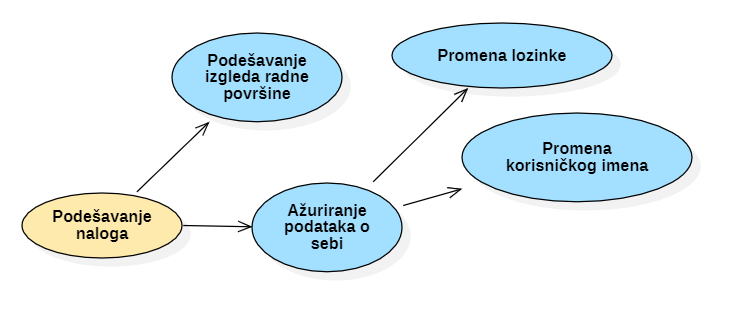 Podešavanje
izgleda radne
površine
Promena lozinke
Promena
korisničkog imena
Podešavanje
naloga
Ažuriranje
podataka o
sebi